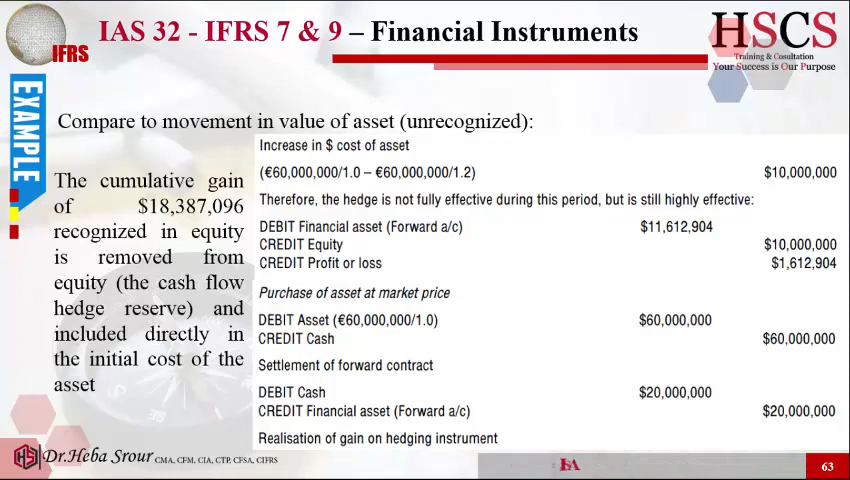 IAS 32 - IFRS 7 & 9 – Financial Instruments
IFRS
HSCS
Training & Cosultation
Your Success is Our Purpose
EXAMPLE
Compare to movement in value of asset (unrecognized):
The cumulative gain
of $18,387,096
recognized in equity
is removed from
equity (the cash flow
hedge reserve) and
included directly in
the initial cost of the
asset
Increase in $ cost of asset
(€60,000,000/1.0 – €60,000,000/1.2) $10,000,000
Therefore, the hedge is not fully effective during this period, but is still highly effective:
DEBIT Financial asset (Forward a/c) $11,612,904
CREDIT Equity $10,000,000
CREDIT Profit or loss $1,612,904
Purchase of asset at market price
DEBIT Asset (€60,000,000/1.0) $60,000,000
CREDIT Cash $60,000,000
Settlement of forward contract
DEBIT Cash $20,000,000
CREDIT Financial asset (Forward a/c) $20,000,000
Realisation of gain on hedging instrument
Dr.Heba Srour CMA, CFM, CIA, CTP, CFSA, CIFRS
63